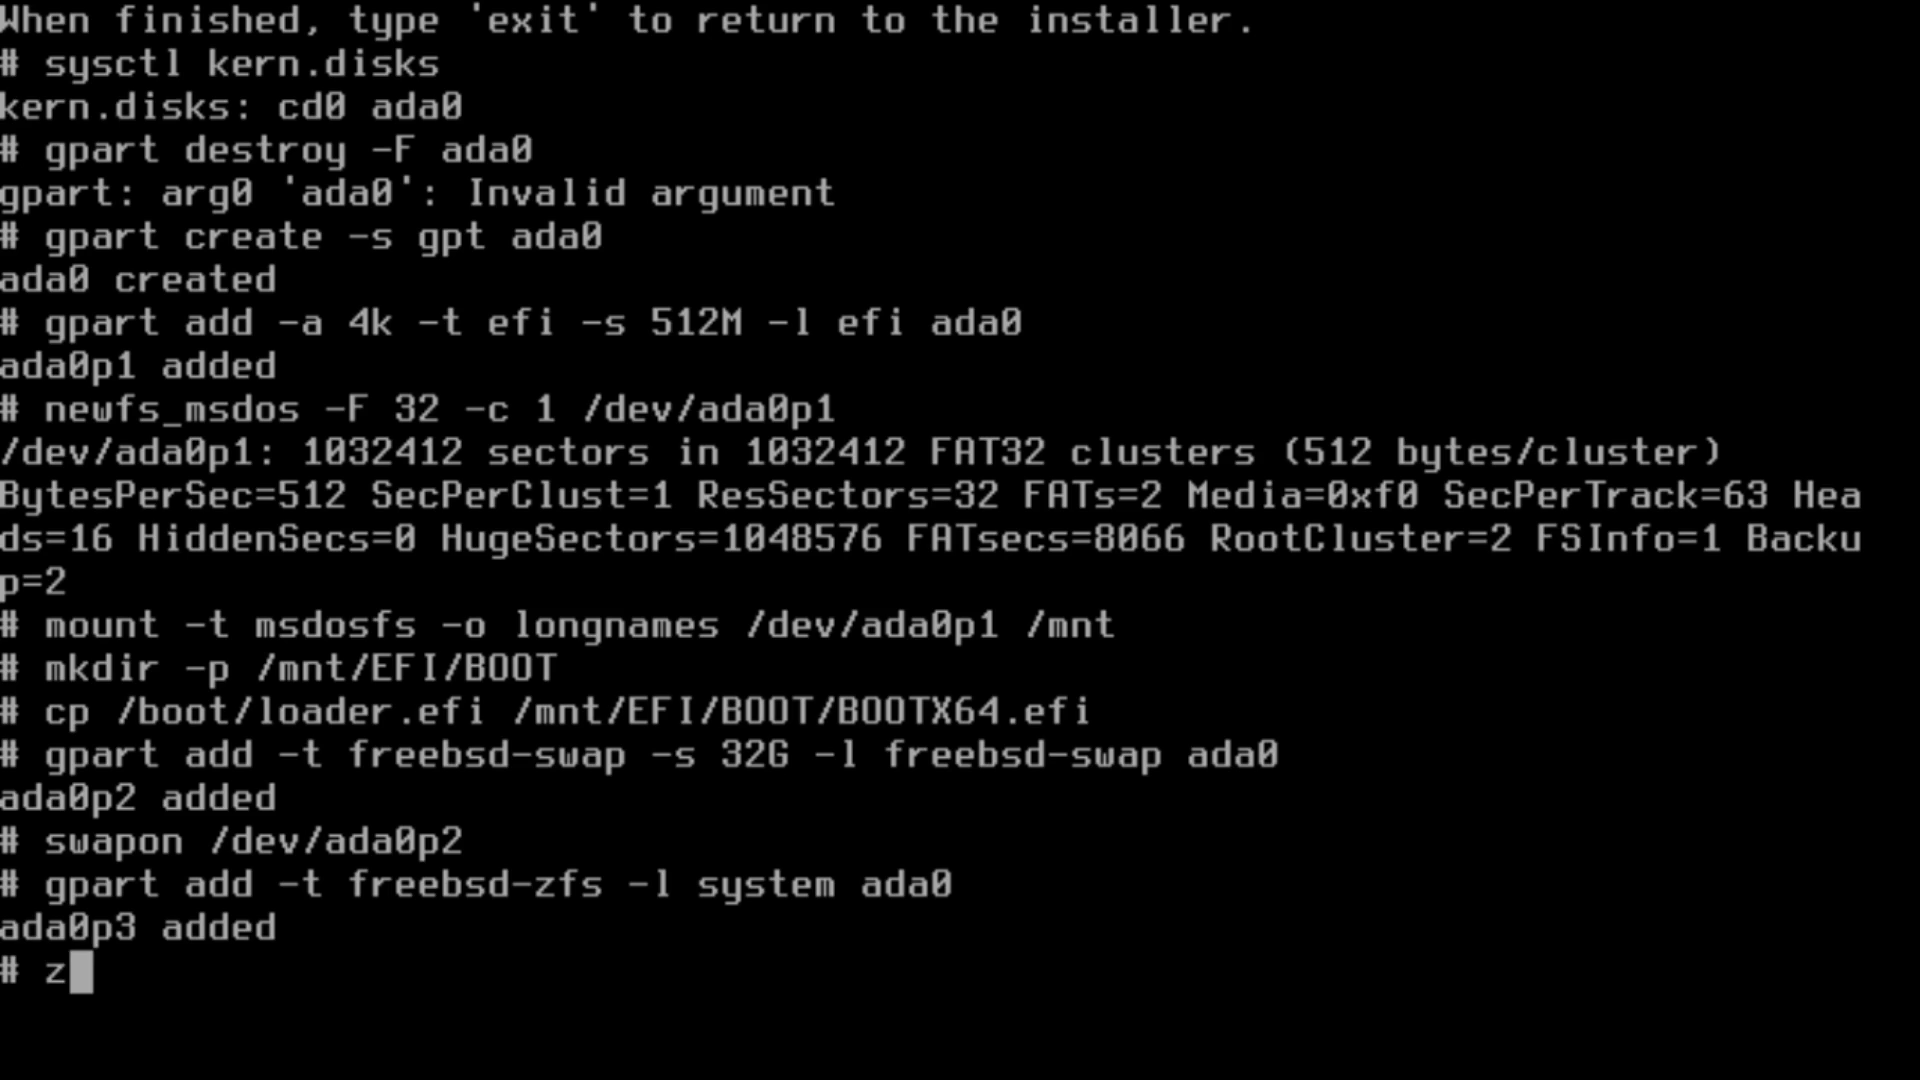 When finished, type 'exit' to return to the installer.
# sysctl kern.disks
kern.disks: cd0 ada0
# gpart destroy -F ada0
gpart: arg0 'ada0': Invalid argument
# gpart create -s gpt ada0
ada0 created
# gpart add -a 4k -t efi -s 512M -l efi ada0
ada0p1 added
# newfs_msdos -F 32 -c 1 /dev/ada0p1
/dev/ada0p1: 1032412 sectors in 1032412 FAT32 clusters (512 bytes/cluster)
BytesPerSec=512 SecPerClust=1 ResSectors=32 FATs=2 Media=0xf0 SecPerTrack=63 Hea
ds=16 HiddenSecs=0 HugeSectors=1048576 FATsecs=8066 RootCluster=2 FSInfo=1 Backu
p=2
# mount -t msdosfs -o longnames /dev/ada0p1 /mnt
# mkdir -p /mnt/EFI/BOOT
# cp /boot/loader.efi /mnt/EFI/BOOT/BOOTX64.efi
# gpart add -t freebsd-swap -s 32G -l freebsd-swap ada0
ada0p2 added
# swapon /dev/ada0p2
# gpart add -t freebsd-zfs -l system ada0
ada0p3 added
# z